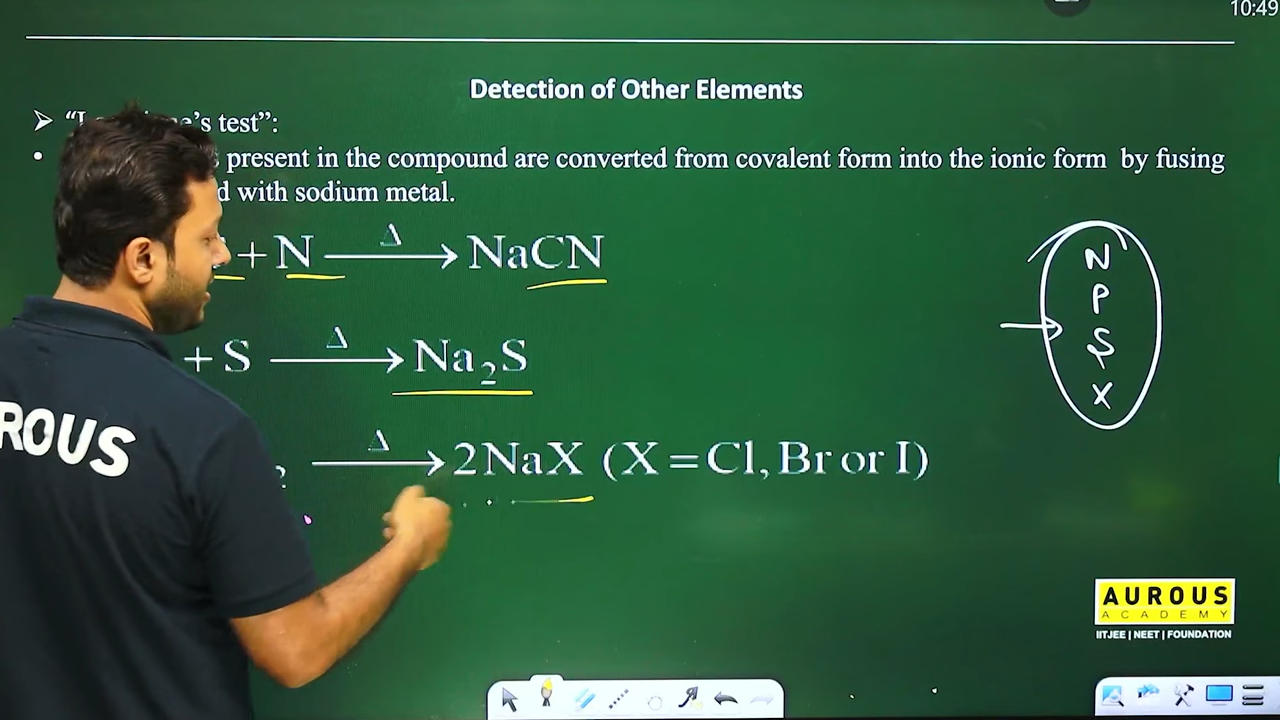 10:49
Detection of Other Elements
➤ “L e's test”:
• present in the compound are converted from covalent form into the ionic form by fusing
with sodium metal.
+ N —Δ→ NaCN
+ S —Δ→ Na₂S
₂ —Δ→ 2NaX (X = Cl, Br or I)
N
P
S
X
ROUS
AUROUS
ACADEMY
IITJEE | NEET | FOUNDATION